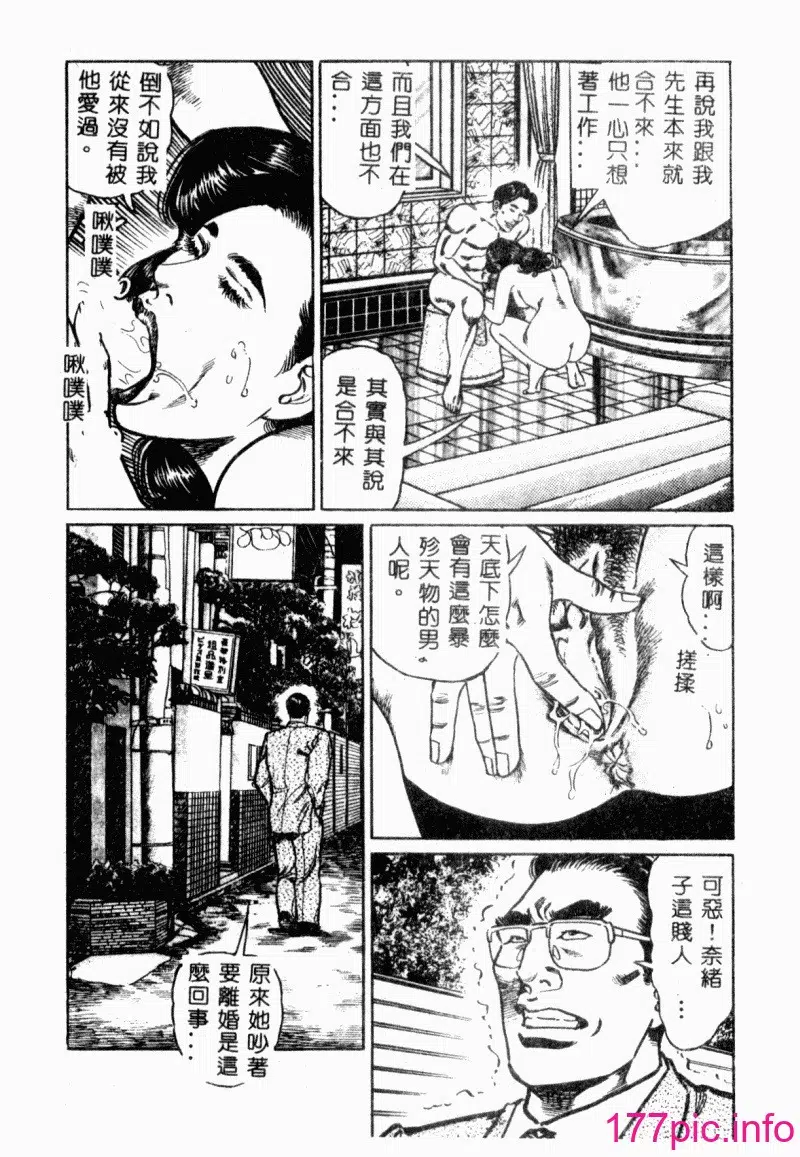 再說我跟我
先生本來就
合不來…
他一心只想
著工作…
而且我們在
這方面也不
合…
其實與其說
是合不來
倒不如說我
從來沒有被
他愛過。
啾噗噗
啾噗噗
這樣啊…
搓揉
天底下怎麼
會有這麼暴
殄天物的男
人呢。
可惡！奈緒
子這賤人
…
原來她吵著
要離婚是這
麼回事…
177pic.info